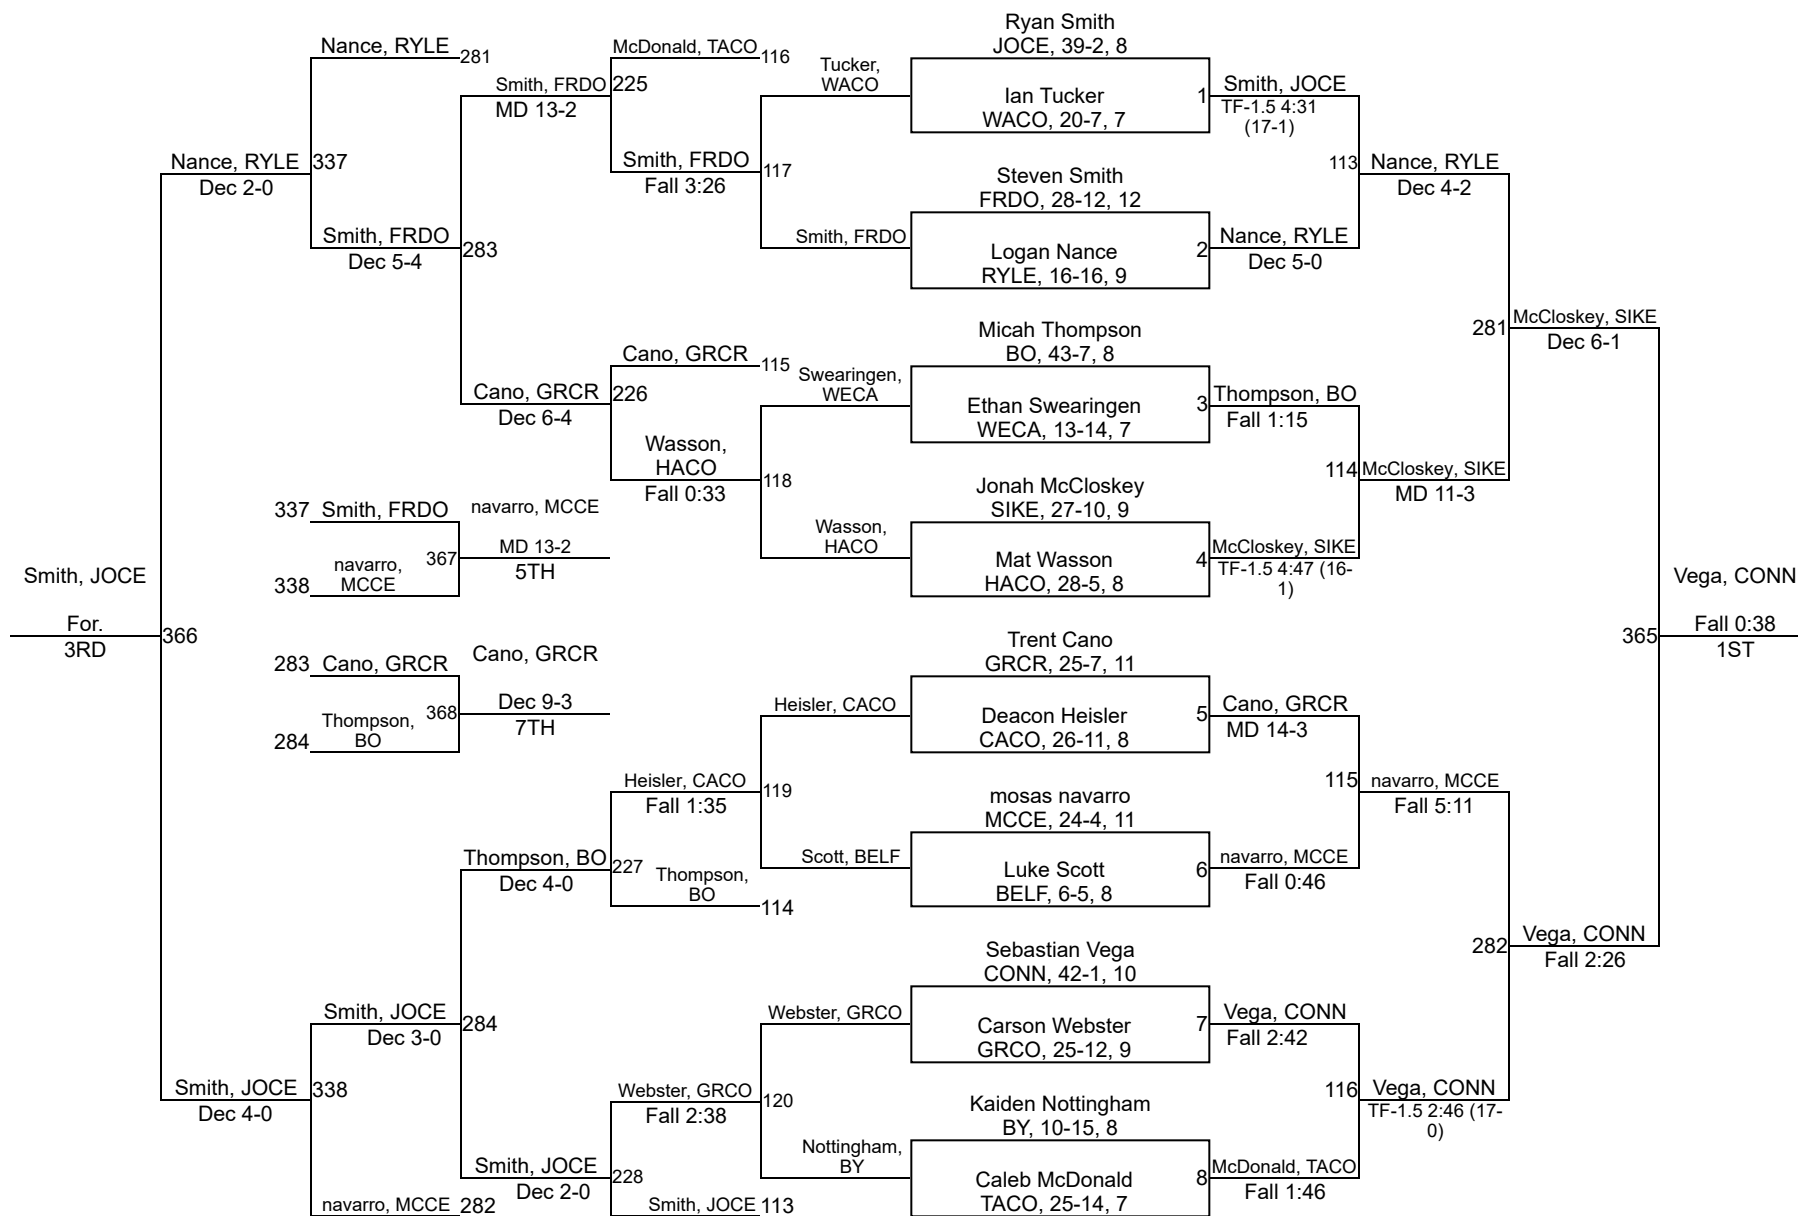 Ryan Smith
JOCE, 39-2, 8
Ian Tucker
WACO, 20-7, 7
1
Steven Smith
FRDO, 28-12, 12
Logan Nance
RYLE, 16-16, 9
2
Micah Thompson
BO, 43-7, 8
Ethan Swearingen
WECA, 13-14, 7
3
Jonah McCloskey
SIKE, 27-10, 9
Mat Wasson
HACO, 28-5, 8
4
Trent Cano
GRCR, 25-7, 11
Deacon Heisler
CACO, 26-11, 8
5
mosas navarro
MCCE, 24-4, 11
Luke Scott
BELF, 6-5, 8
6
Sebastian Vega
CONN, 42-1, 10
Carson Webster
GRCO, 25-12, 9
7
Kaiden Nottingham
BY, 10-15, 8
Caleb McDonald
TACO, 25-14, 7
8
Smith, JOCE
TF-1.5 4:31
(17-1)
Nance, RYLE
Dec 5-0
Thompson, BO
Fall 1:15
McCloskey, SIKE
TF-1.5 4:47 (16-
1)
Cano, GRCR
MD 14-3
navarro, MCCE
Fall 0:46
Vega, CONN
Fall 2:42
McDonald, TACO
Fall 1:46
113
Nance, RYLE
Dec 4-2
114
McCloskey, SIKE
MD 11-3
115
navarro, MCCE
Fall 5:11
116
Vega, CONN
TF-1.5 2:46 (17-
0)
281
McCloskey, SIKE
Dec 6-1
282
Vega, CONN
Fall 2:26
365
Vega, CONN
Fall 0:38
1ST
Tucker,
WACO
Smith, FRDO
117
Swearingen,
WECA
Wasson,
HACO
118
Heisler, CACO
Scott, BELF
119
Webster, GRCO
Nottingham,
BY
120
McDonald, TACO
116
Smith, FRDO
Fall 3:26
225
Cano, GRCR
115
Wasson,
HACO
Fall 0:33
226
Heisler, CACO
Fall 1:35
Thompson,
BO
114
227
Webster, GRCO
Fall 2:38
Smith, JOCE
113
228
Smith, FRDO
MD 13-2
Cano, GRCR
Dec 6-4
283
Thompson, BO
Dec 4-0
Smith, JOCE
Dec 2-0
284
Nance, RYLE
281
Smith, FRDO
Dec 5-4
337
Smith, JOCE
Dec 3-0
navarro, MCCE
282
338
Nance, RYLE
Dec 2-0
Smith, JOCE
Dec 4-0
366
Smith, JOCE
For.
3RD
337
Smith, FRDO
338
navarro,
MCCE
367
navarro, MCCE
MD 13-2
5TH
283
Cano, GRCR
284
Thompson,
BO
368
Cano, GRCR
Dec 9-3
7TH